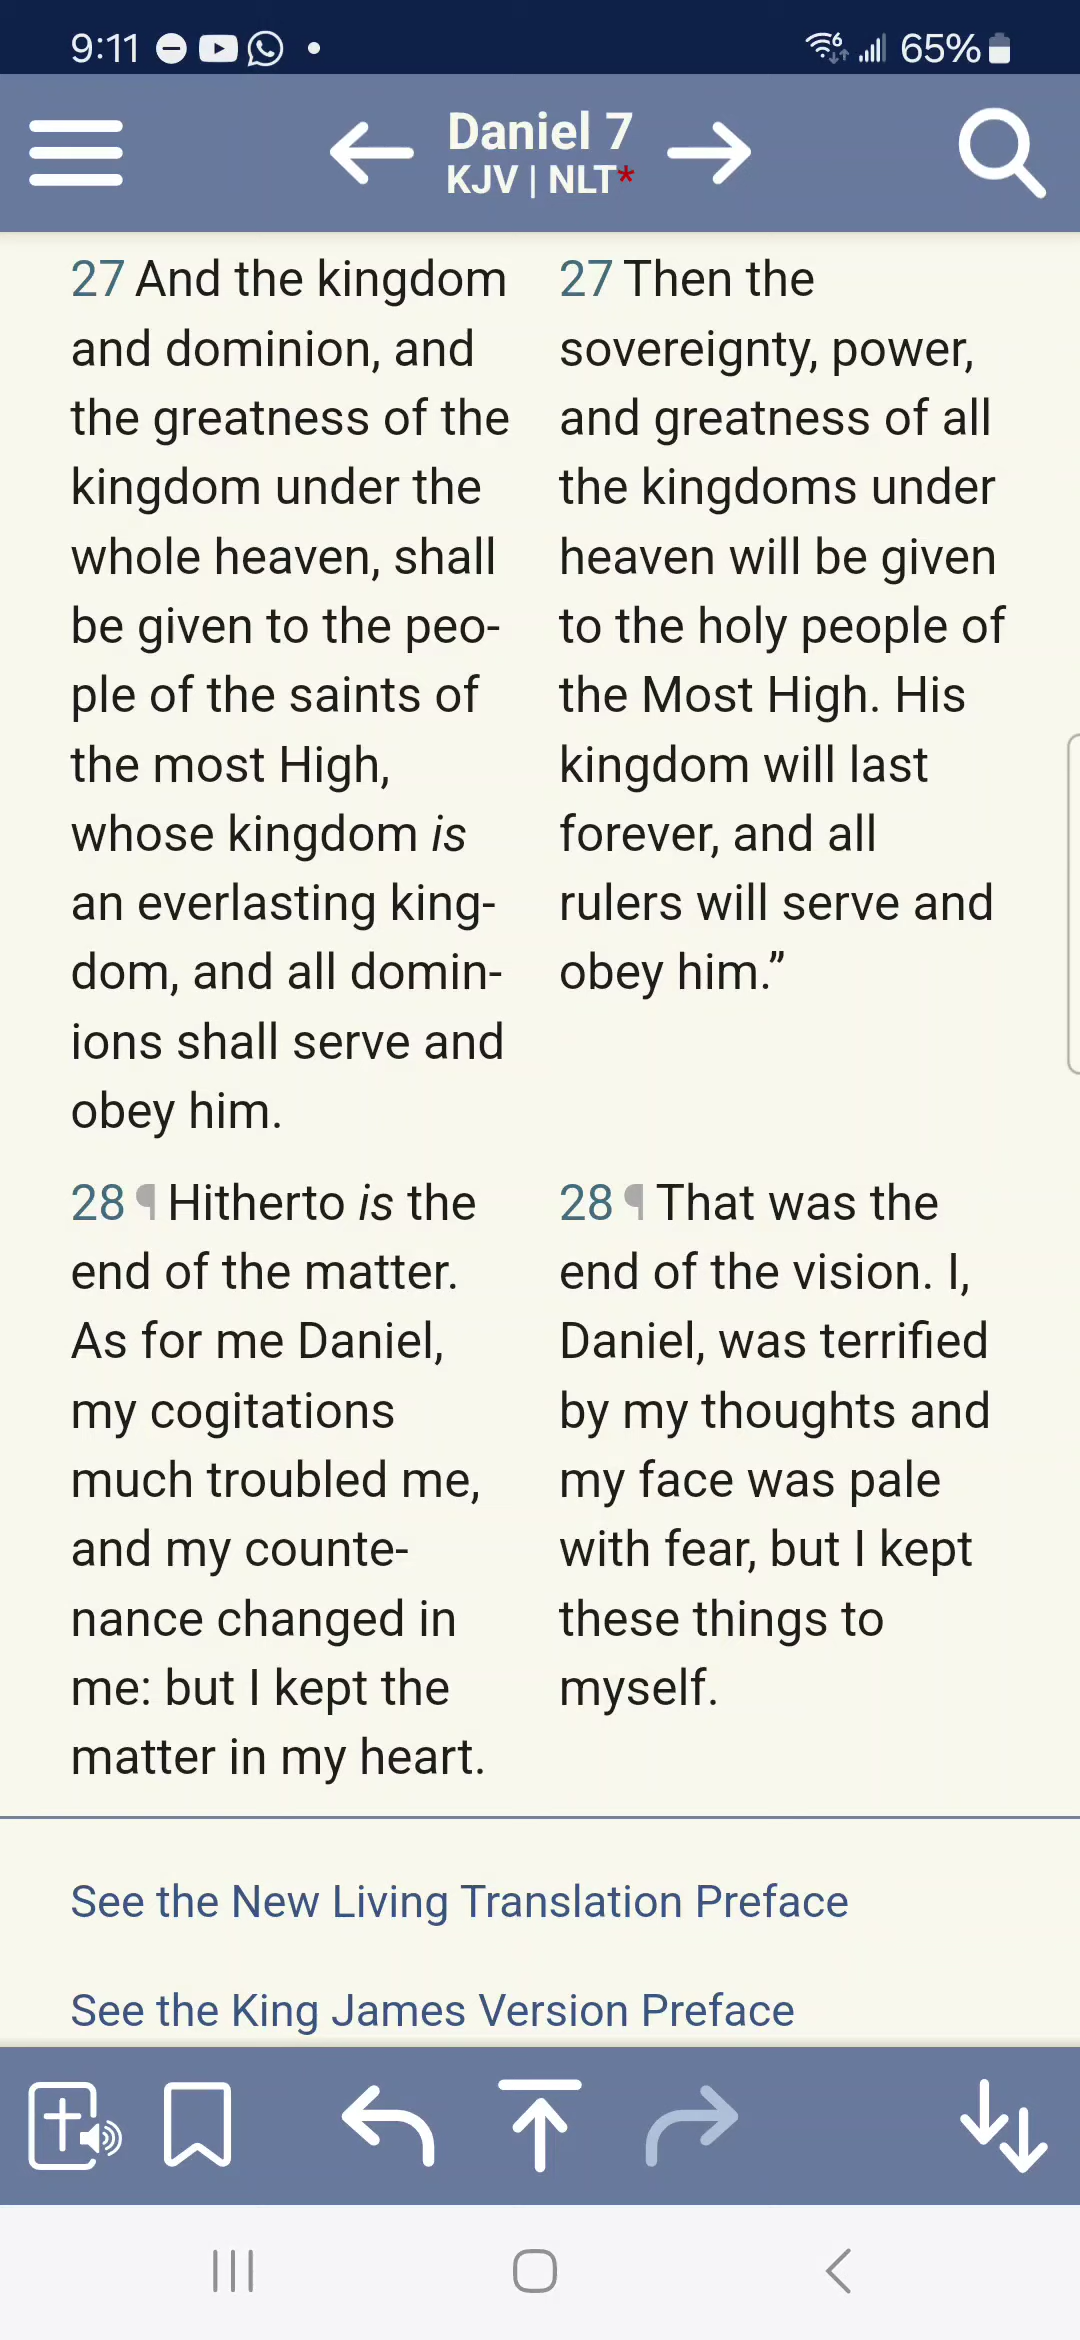 9:11
6
65%
Daniel 7
KJV | NLT*
27 And the kingdom
and dominion, and
the greatness of the
kingdom under the
whole heaven, shall
be given to the peo-
ple of the saints of
the most High,
whose kingdom is
an everlasting king-
dom, and all domin-
ions shall serve and
obey him.
27 Then the
sovereignty, power,
and greatness of all
the kingdoms under
heaven will be given
to the holy people of
the Most High. His
kingdom will last
forever, and all
rulers will serve and
obey him.”
28 ¶ Hitherto is the
end of the matter.
As for me Daniel,
my cogitations
much troubled me,
and my counte-
nance changed in
me: but I kept the
matter in my heart.
28 ¶ That was the
end of the vision. I,
Daniel, was terrified
by my thoughts and
my face was pale
with fear, but I kept
these things to
myself.
See the New Living Translation Preface
See the King James Version Preface